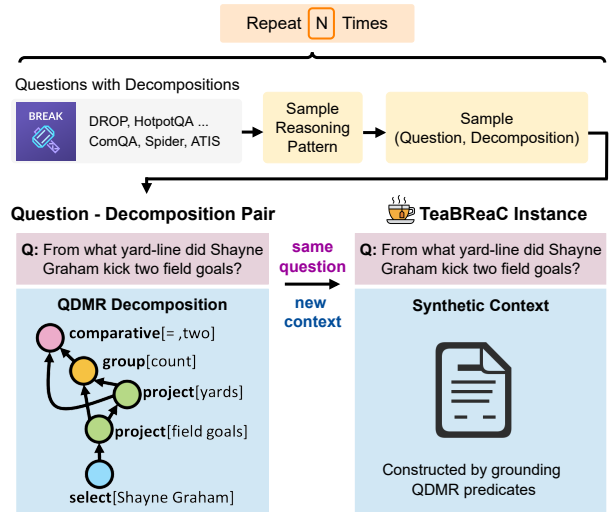 Repeat N Times
Questions with Decompositions
BREAK
DROP, HotpotQA ...
ComQA, Spider, ATIS
Sample
Reasoning
Pattern
Sample
(Question, Decomposition)
Question - Decomposition Pair
Q: From what yard-line did Shayne
Graham kick two field goals?
QDMR Decomposition
comparative[= ,two]
group[count]
project[yards]
project[field goals]
select[Shayne Graham]
same
question
new
context
TeaBReaC Instance
Q: From what yard-line did Shayne
Graham kick two field goals?
Synthetic Context
Constructed by grounding
QDMR predicates